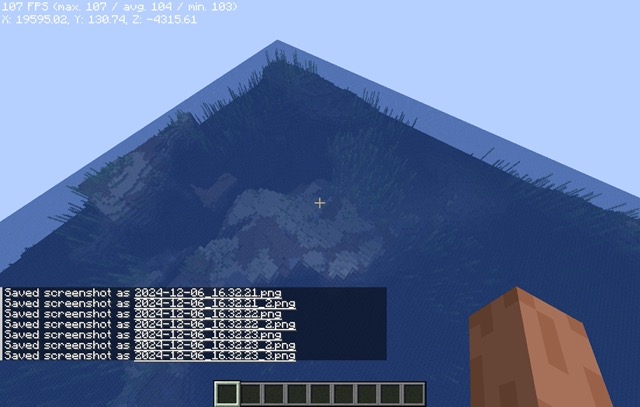 107 FPS (max. 107 / avg. 104 / min. 103)
X: 19595.02, Y: 130.74, Z: -4315.61
Saved screenshot as 2024-12-06_16.32.21.png
Saved screenshot as 2024-12-06_16.32.21_2.png
Saved screenshot as 2024-12-06_16.32.22.png
Saved screenshot as 2024-12-06_16.32.22_2.png
Saved screenshot as 2024-12-06_16.32.23.png
Saved screenshot as 2024-12-06_16.32.23_2.png
Saved screenshot as 2024-12-06_16.32.23_3.png